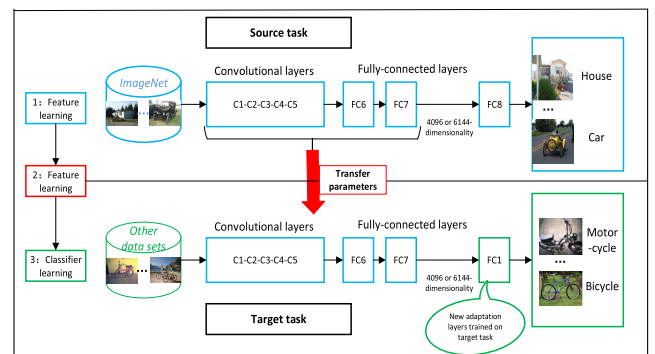 Source task
ImageNet
Convolutional layers
Fully-connected layers
C1-C2-C3-C4-C5
FC6
FC7
4096 or 6144-
dimensionality
FC8
House
...
Car
1: Feature
learning
2: Feature
learning
3: Classifier
learning
Transfer
parameters
Other
data sets
...
Convolutional layers
Fully-connected layers
C1-C2-C3-C4-C5
FC6
FC7
4096 or 6144-
dimensionality
FC1
Motor
-cycle
...
Bicycle
New adaptation
layers trained on
target task
Target task